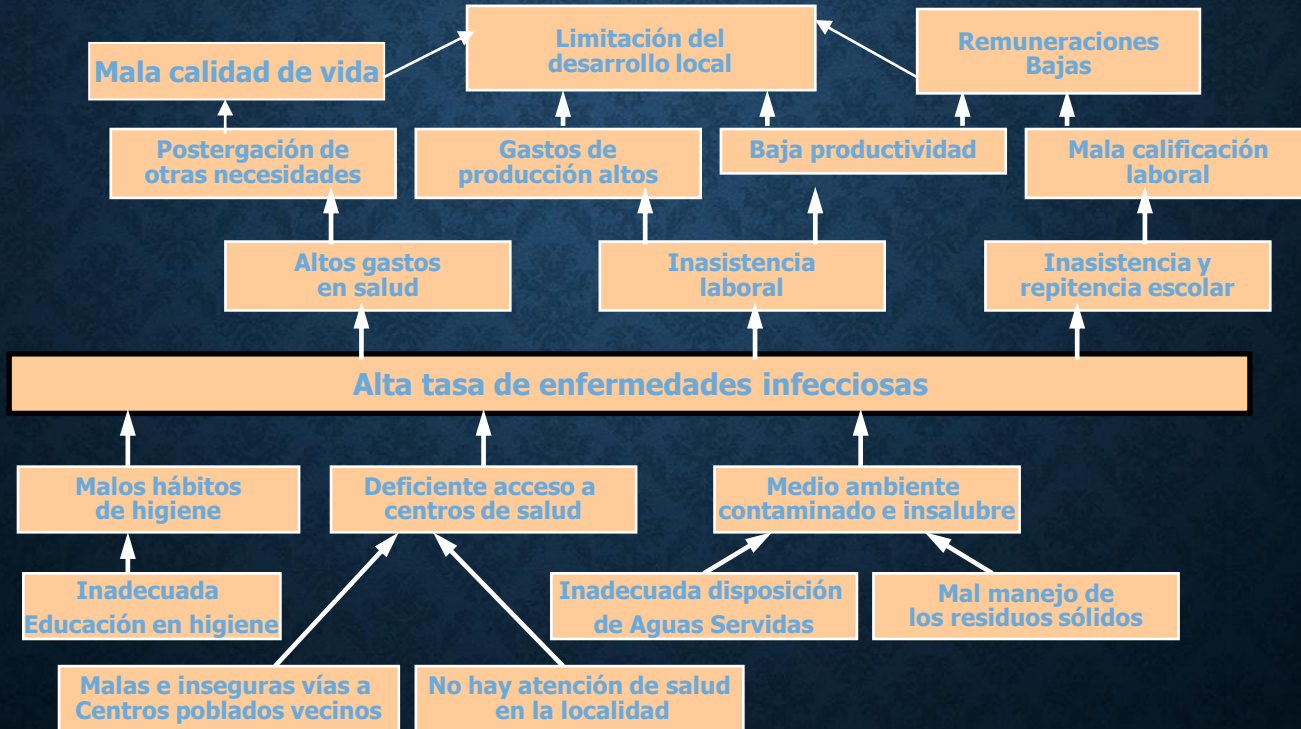 Mala calidad de vida
Limitación del
desarrollo local
Remuneraciones
Bajas
Postergación de
otras necesidades
Gastos de
producción altos
Baja productividad
Mala calificación
laboral
Altos gastos
en salud
Inasistencia
laboral
Inasistencia y
repitencia escolar
Alta tasa de enfermedades infecciosas
Malos hábitos
de higiene
Deficiente acceso a
centros de salud
Medio ambiente
contaminado e insalubre
Inadecuada
Educación en higiene
Inadecuada disposición
de Aguas Servidas
Mal manejo de
los residuos sólidos
Malas e inseguras vías a
Centros poblados vecinos
No hay atención de salud
en la localidad